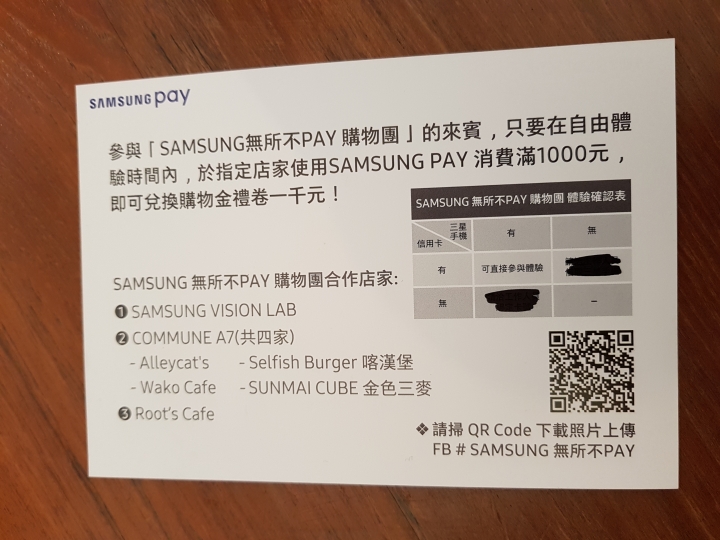 SAMSUNG pay
參與「SAMSUNG無所不PAY 購物團」的來賓，只要在自由體
驗時間內，於指定店家使用SAMSUNG PAY 消費滿1000元，
即可兌換購物金禮卷一千元！
SAMSUNG 無所不PAY 購物團 體驗確認表
信用卡 三星手機 有 無
有 可直接參與體驗
無 –
SAMSUNG 無所不PAY 購物團合作店家:
❶ SAMSUNG VISION LAB
❷ COMMUNE A7(共四家)
- Alleycat's - Selfish Burger 喀漢堡
- Wako Cafe - SUNMAI CUBE 金色三麥
❸ Root's Cafe
❖ 請掃 QR Code 下載照片上傳
FB # SAMSUNG 無所不PAY